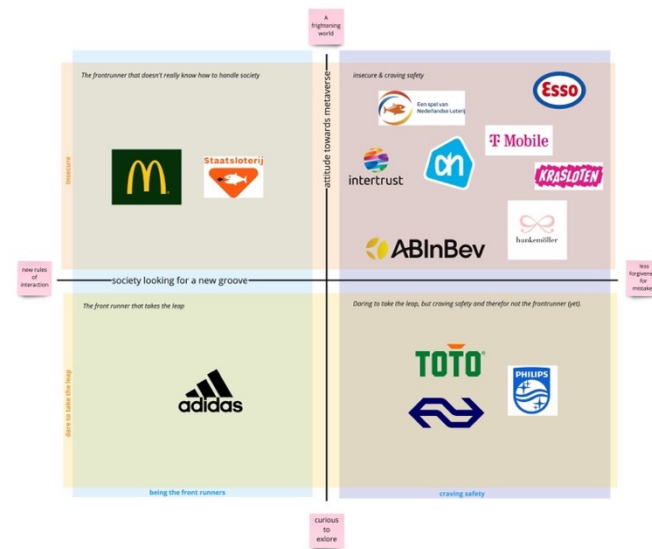 A
frightening
world
The frontrunner that doesn't really know how to handle society
insecure & craving safety
attitude towards metaverse
Insecure
Staatsloterij
Een spel van
Nederlandse Loterij
Esso
T Mobile
intertrust
KRASLOTEN
ABInBev
hunkemöller
new rules
of
interaction
society looking for a new groove
less
forgivene
for
mistake
The front runner that takes the leap
Daring to take the leap, but craving safety and therefor not the frontrunner (yet).
dare to take the leap
adidas
TOTO
PHILIPS
being the front runners
craving safety
curious
to
exlore